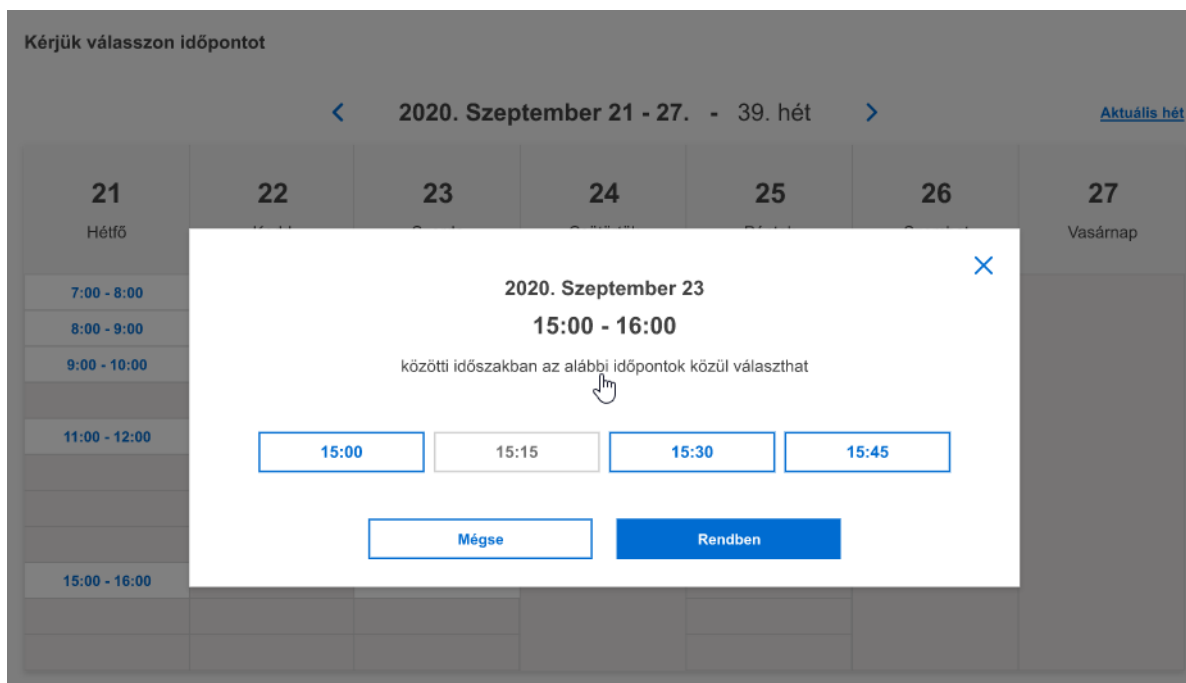 Kérjük válasszon időpontot
2020. Szeptember 21 - 27. - 39. hét
Aktuális hét
21 22 23 24 25 26 27
Hétfő Vasárnap
7:00 - 8:00
8:00 - 9:00
9:00 - 10:00
11:00 - 12:00
15:00 - 16:00
2020. Szeptember 23
15:00 - 16:00
közötti időszakban az alábbi időpontok közül választhat
15:00 15:15 15:30 15:45
Mégse Rendben